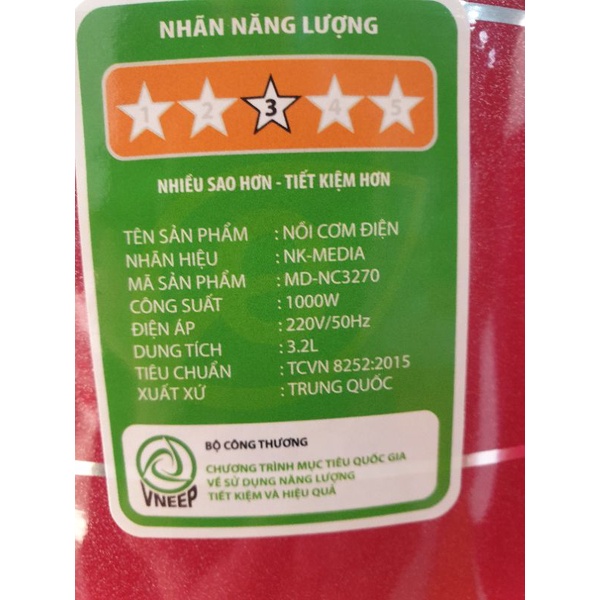 NHÃN NĂNG LƯỢNG
1 2 3 4 5
NHIỀU SAO HƠN - TIẾT KIỆM HƠN
TÊN SẢN PHẨM : NỒI CƠM ĐIỆN
NHÃN HIỆU : NK-MEDIA
MÃ SẢN PHẨM : MD-NC3270
CÔNG SUẤT : 1000W
ĐIỆN ÁP : 220V/50Hz
DUNG TÍCH : 3.2L
TIÊU CHUẨN : TCVN 8252:2015
XUẤT XỨ : TRUNG QUỐC
BỘ CÔNG THƯƠNG
CHƯƠNG TRÌNH MỤC TIÊU QUỐC GIA
VỀ SỬ DỤNG NĂNG LƯỢNG
TIẾT KIỆM VÀ HIỆU QUẢ
VNEEP